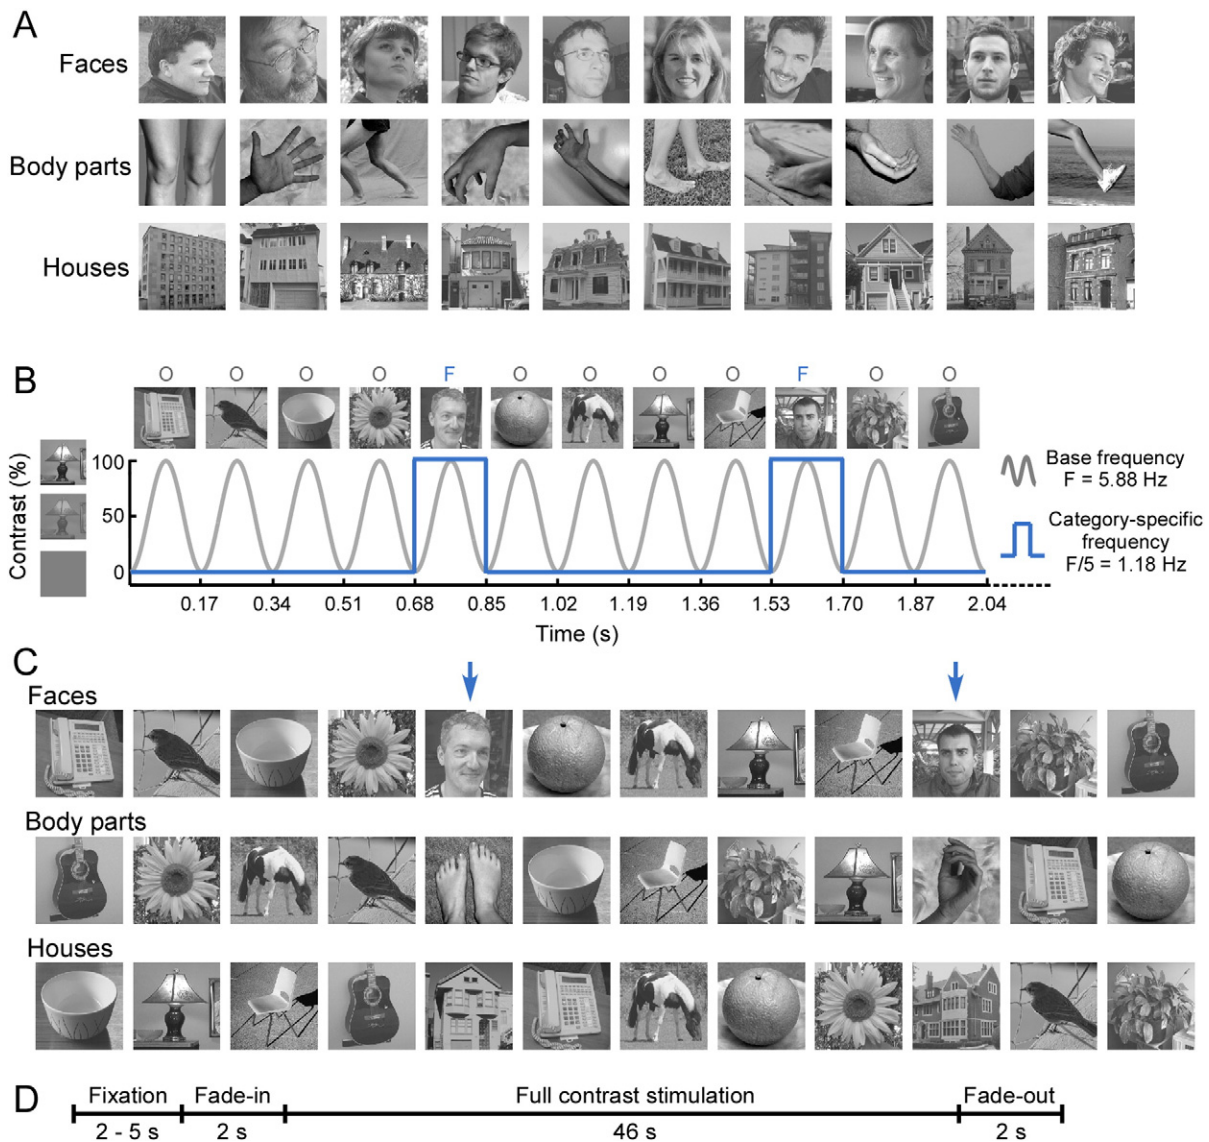 A
Faces
Body parts
Houses
B
O O O O F O O O O F O O
Contrast (%)
100
50
0
0.17 0.34 0.51 0.68 0.85 1.02 1.19 1.36 1.53 1.70 1.87 2.04
Time (s)
Base frequency
F = 5.88 Hz
Category-specific
frequency
F/5 = 1.18 Hz
C
Faces
Body parts
Houses
D
Fixation Fade-in Full contrast stimulation Fade-out
2 - 5 s 2 s 46 s 2 s